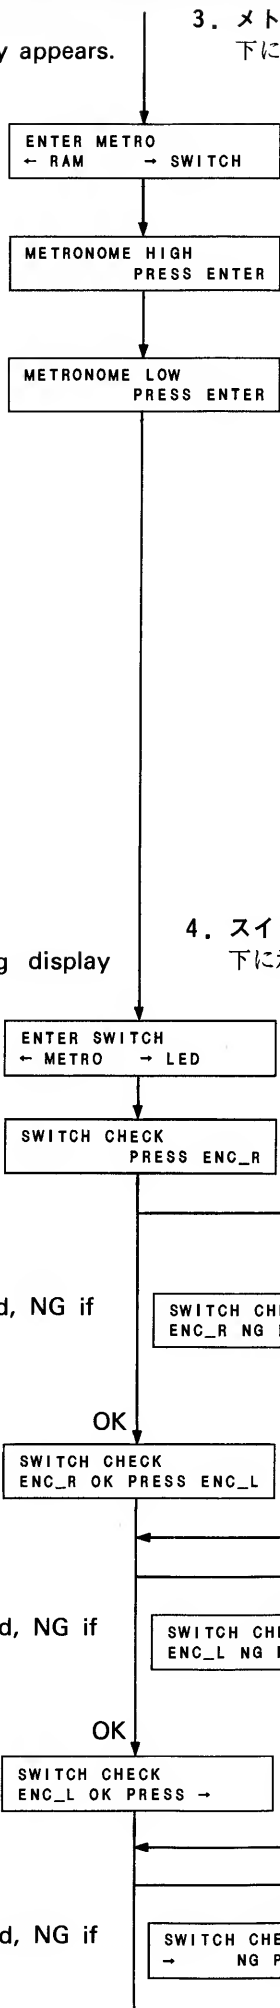 3. メト
y appears.
下に
ENTER METRO
← RAM → SWITCH
METRONOME HIGH
PRESS ENTER
METRONOME LOW
PRESS ENTER
4. スイ
g display
下に
ENTER SWITCH
← METRO → LED
SWITCH CHECK
PRESS ENC_R
d, NG if
SWITCH CH
ENC_R NG
OK
SWITCH CHECK
ENC_R OK PRESS ENC_L
d, NG if
SWITCH CH
ENC_L NG
OK
SWITCH CHECK
ENC_L OK PRESS →
d, NG if
SWITCH CHE
→ NG P